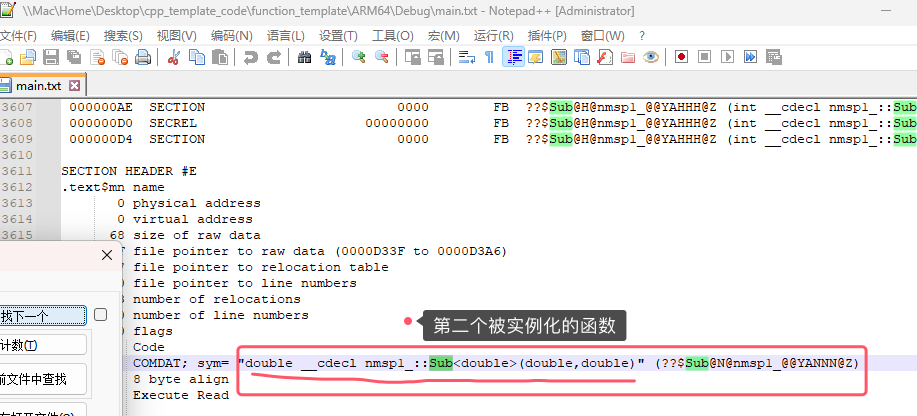 \\Mac\Home\Desktop\cpp_template_code\function_template\ARM64\Debug\main.txt - Notepad++ [Administrator]
文件(F) 编辑(E) 搜索(S) 视图(V) 编码(N) 语言(L) 设置(T) 工具(O) 宏(M) 运行(R) 插件(P) 窗口(W) ?
main.txt
3607 000000AE SECTION 0000 FB ??$Sub@H@nmspl_@@YAHHH@Z (int __cdecl nmspl_::Sub
3608 000000D0 SECREL 00000000 FB ??$Sub@H@nmspl_@@YAHHH@Z (int __cdecl nmspl_::Sub
3609 000000D4 SECTION 0000 FB ??$Sub@H@nmspl_@@YAHHH@Z (int __cdecl nmspl_::Sub
3610
3611 SECTION HEADER #E
3612 .text$mn name
3613 0 physical address
3614 0 virtual address
3615 68 size of raw data
file pointer to raw data (0000D33F to 0000D3A6)
file pointer to relocation table
file pointer to line numbers
number of relocations
找下一个
number of line numbers
第二个被实例化的函数
flags
计数(T)
Code
COMDAT; sym= "double __cdecl nmspl_::Sub<double>(double,double)" (??$Sub@N@nmspl_@@YANNN@Z)
前文件中查找
8 byte align
Execute Read